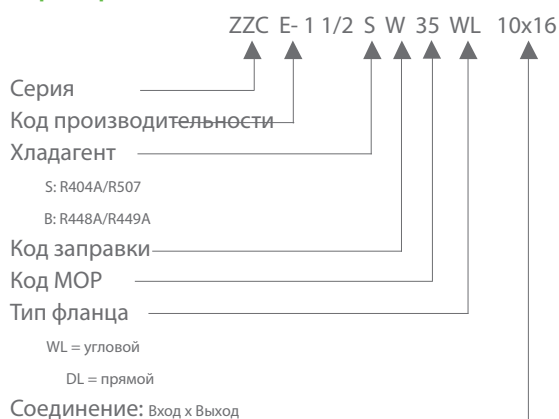 ZZC E- 1 1/2 S W 35 WL 10x16
Серия
Код производительности
Хладагент
S: R404A/R507
B: R448A/R449A
Код заправки
Код MOP
Тип фланца
WL = угловой
DL = прямой
Соединение: Вход x Выход